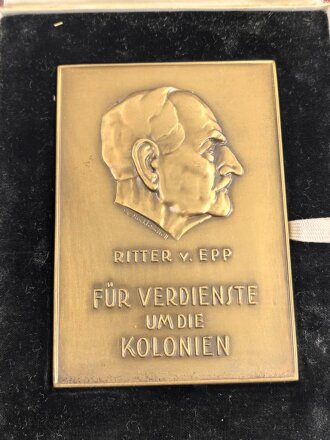 RITTER v. EPP
FÜR VERDIENSTE
UM DIE
KOLONIEN